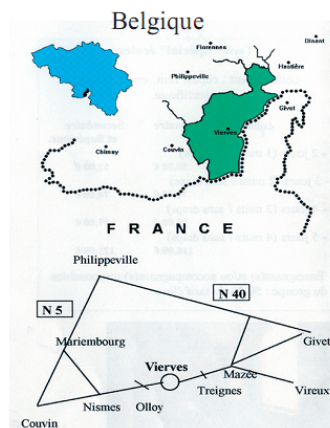 Belgique
Florennes
Dinant
Philippeville
Hastière
Givet
Vierves
Couvin
Chimay
F R A N C E
Philippeville
N 5
N 40
Mariembourg
Givet
Vierves
Mazée
Treignes
Nismes
Olloy
Vireux
Couvin